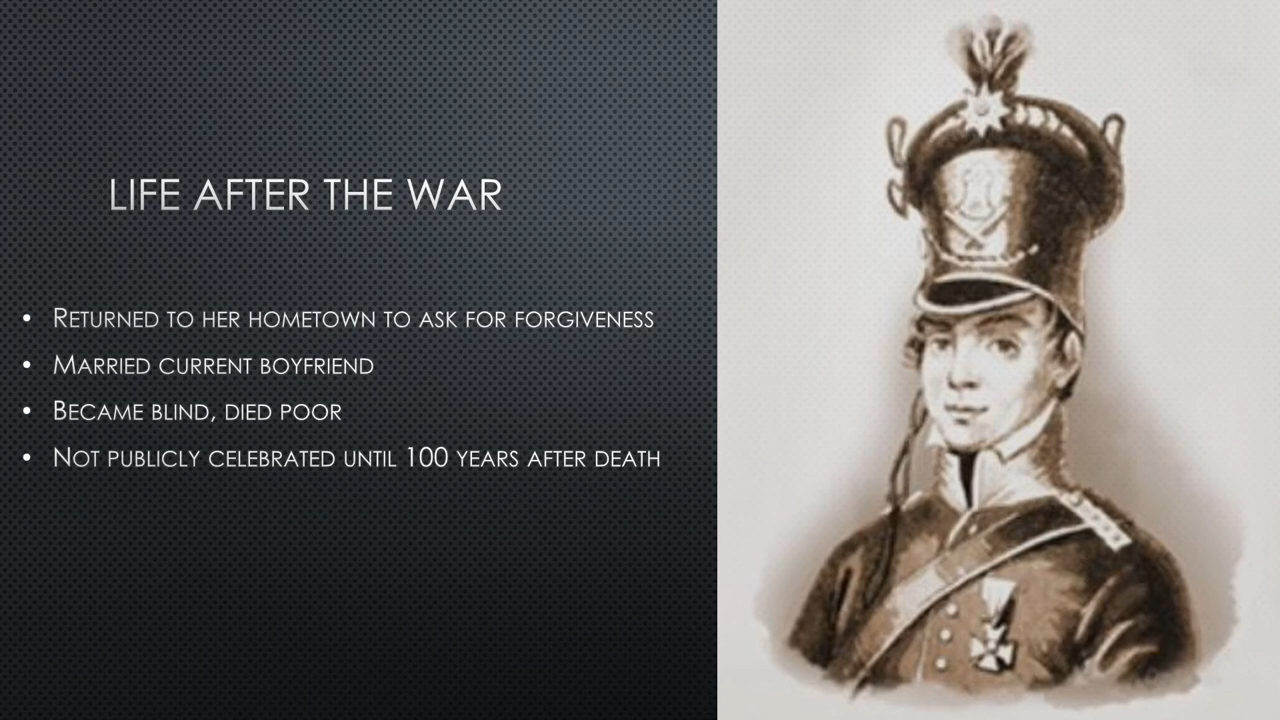 LIFE AFTER THE WAR
• RETURNED TO HER HOMETOWN TO ASK FOR FORGIVENESS
• MARRIED CURRENT BOYFRIEND
• BECAME BLIND, DIED POOR
• NOT PUBLICLY CELEBRATED UNTIL 100 YEARS AFTER DEATH